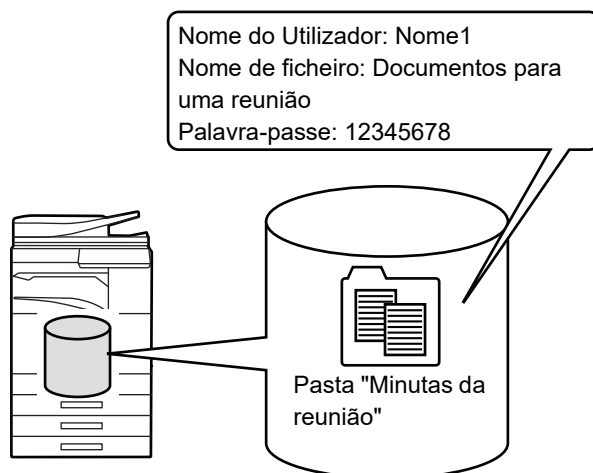 Nome do Utilizador: Nome1
Nome de ficheiro: Documentos para
uma reunião
Palavra-passe: 12345678
Pasta "Minutas da
reunião"